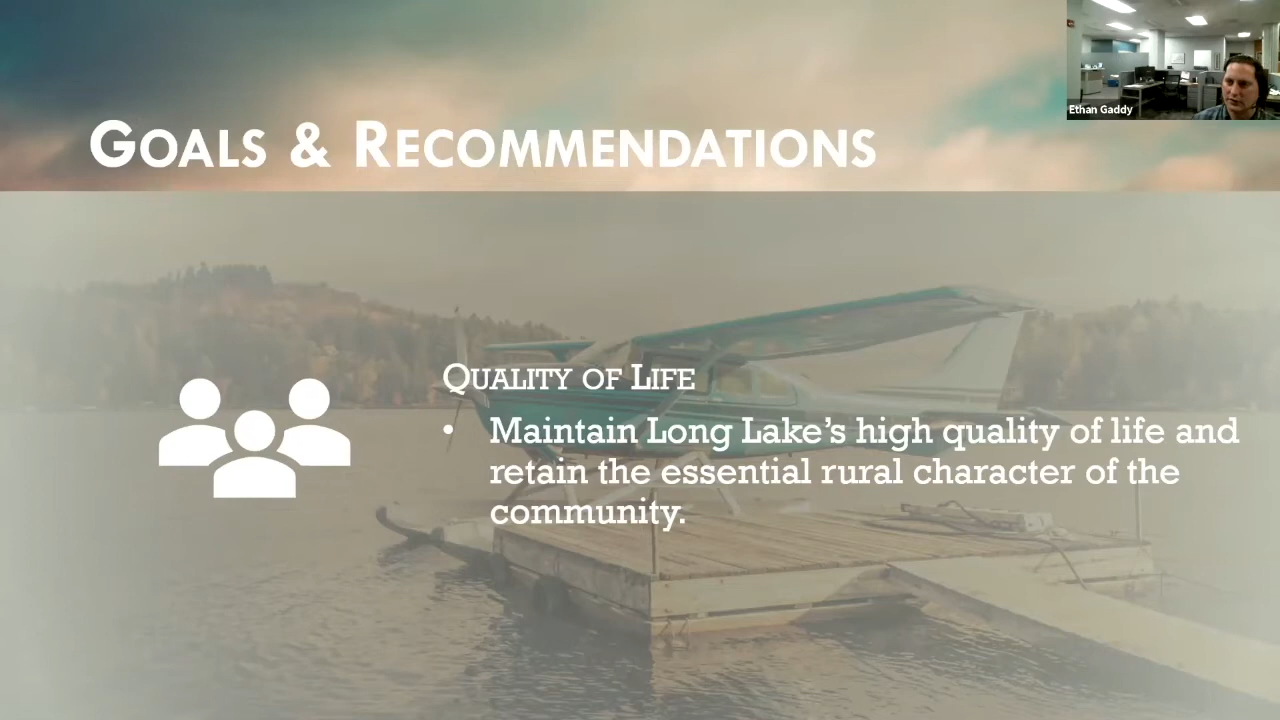 Ethan Gaddy
GOALS & RECOMMENDATIONS
QUALITY OF LIFE
• Maintain Long Lake's high quality of life and
retain the essential rural character of the
community.